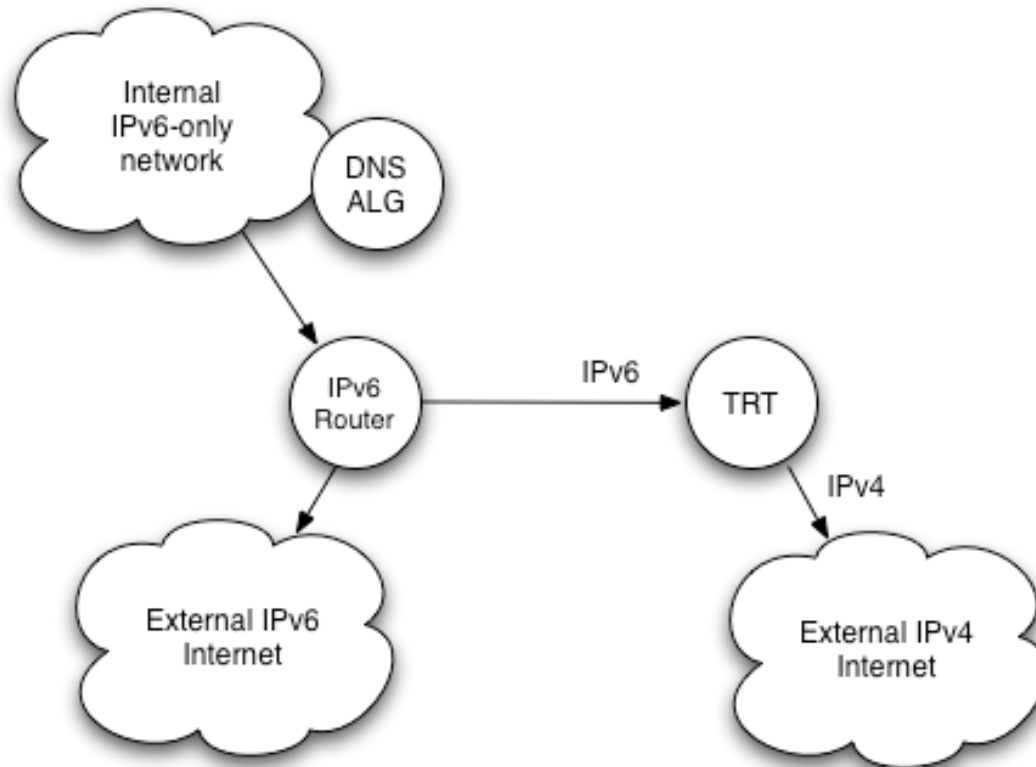 Internal
IPv6-only
network
DNS
ALG
IPv6
Router
IPv6
TRT
IPv4
External IPv6
Internet
External IPv4
Internet